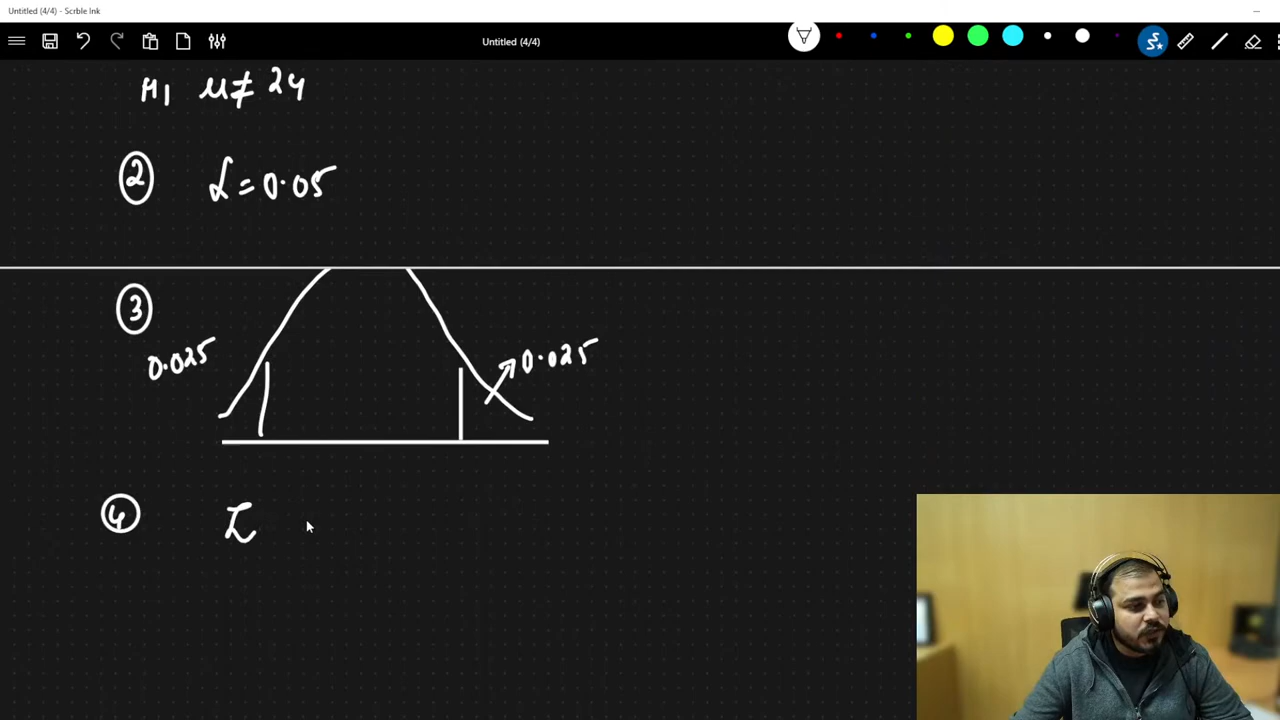 Untitled (4/4) - Scrble Ink
Untitled (4/4)
H1 μ ≠ 24
② α = 0.05
③
0.025
0.025
④ Z